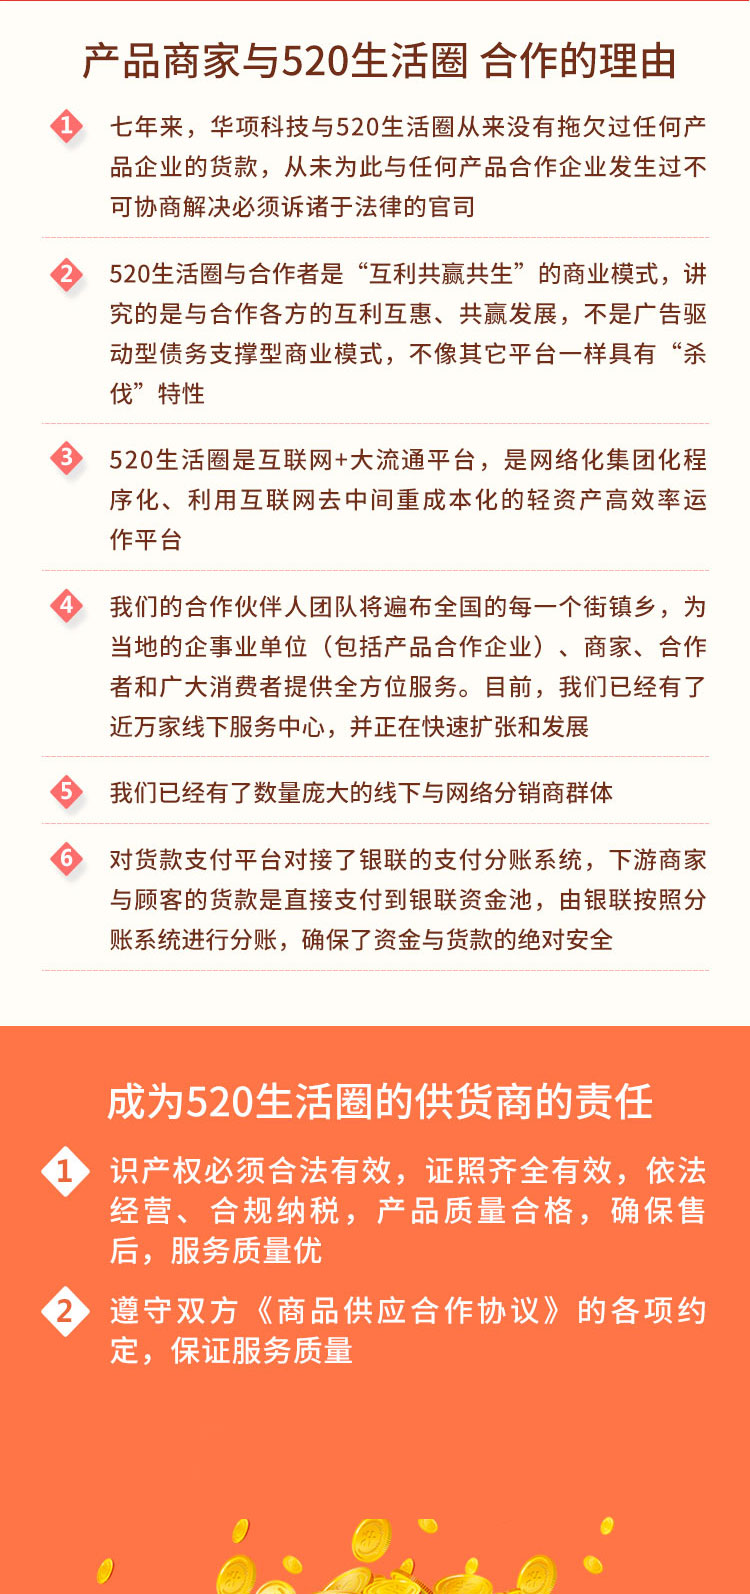 产品商家与520生活圈 合作的理由
1 七年来，华项科技与520生活圈从来没有拖欠过任何产
品企业的货款，从未为此与任何产品合作企业发生过不
可协商解决必须诉诸于法律的官司
2 520生活圈与合作者是“互利共赢共生”的商业模式，讲
究的是与合作各方的互利互惠、共赢发展，不是广告驱
动型债务支撑型商业模式，不像其它平台一样具有“杀
伐”特性
3 520生活圈是互联网+大流通平台，是网络化集团化程
序化、利用互联网去中间重成本化的轻资产高效率运
作平台
4 我们的合作伙伴人团队将遍布全国的每一个街镇乡，为
当地的企事业单位（包括产品合作企业）、商家、合作
者和广大消费者提供全方位服务。目前，我们已经有了
近万家线下服务中心，并正在快速扩张和发展
5 我们已经有了数量庞大的线下与网络分销商群体
6 对货款支付平台对接了银联的支付分账系统，下游商家
与顾客的货款是直接支付到银联资金池，由银联按照分
账系统进行分账，确保了资金与货款的绝对安全
成为520生活圈的供货商的责任
1 识产权必须合法有效，证照齐全有效，依法
经营、合规纳税，产品质量合格，确保售
后，服务质量优
2 遵守双方《商品供应合作协议》的各项约
定，保证服务质量